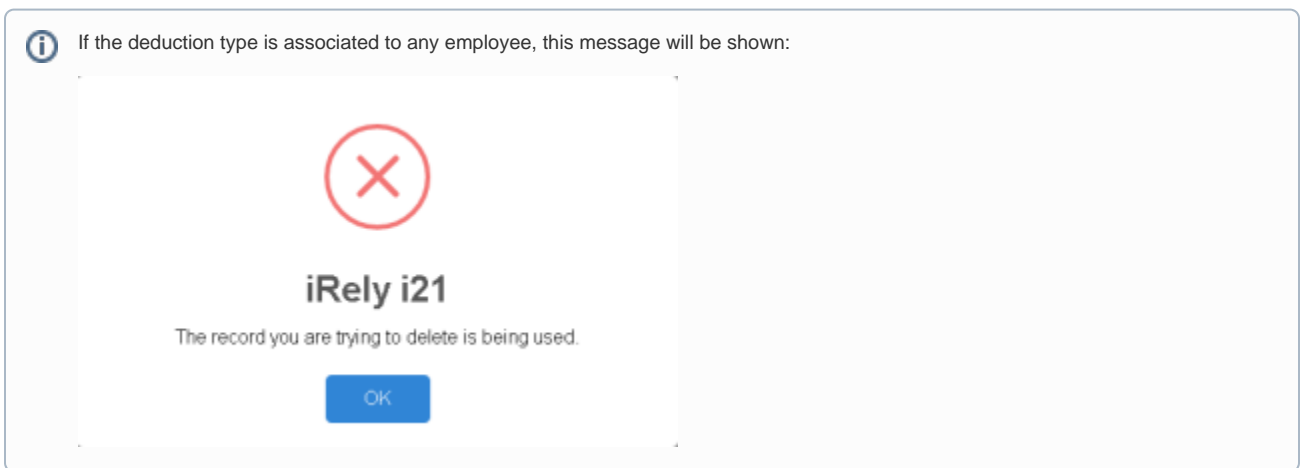 If the deduction type is associated to any employee, this message will be shown:
iRely i21
The record you are trying to delete is being used.
OK